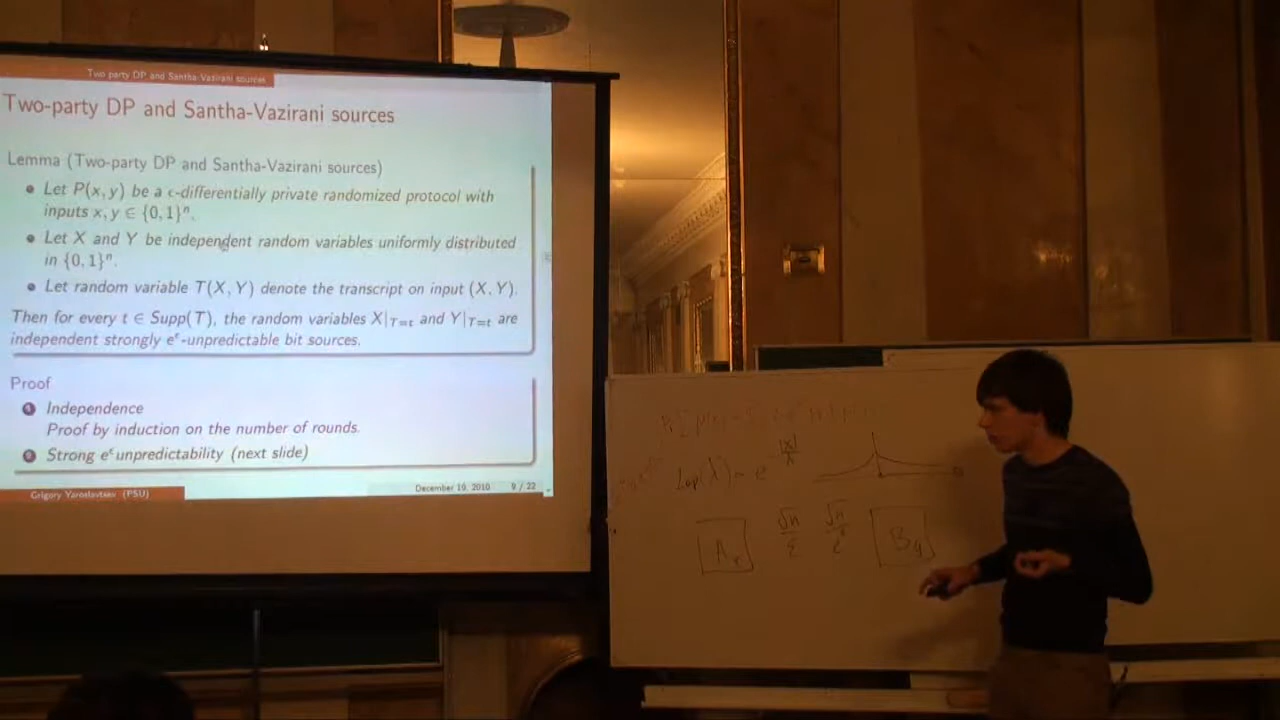 Two party DP and Santha-Vazirani sources
Two-party DP and Santha-Vazirani sources
Lemma (Two-party DP and Santha-Vazirani sources)
• Let P(x, y) be a ϵ-differentially private randomized protocol with
inputs x, y ∈ {0, 1}ⁿ.
• Let X and Y be independent random variables uniformly distributed
in {0, 1}ⁿ.
• Let random variable T(X, Y) denote the transcript on input (X, Y).
Then for every t ∈ Supp(T), the random variables X|T=t and Y|T=t are
independent strongly e^ϵ-unpredictable bit sources.
Proof
1 Independence
Proof by induction on the number of rounds.
2 Strong e^ϵ unpredictability (next slide)
Grigory Yaroslavtsev (PSU)
December 10, 2010
9 / 22
Lap(λ) ~ e^-|x|/λ
A x
√n/ε
B y